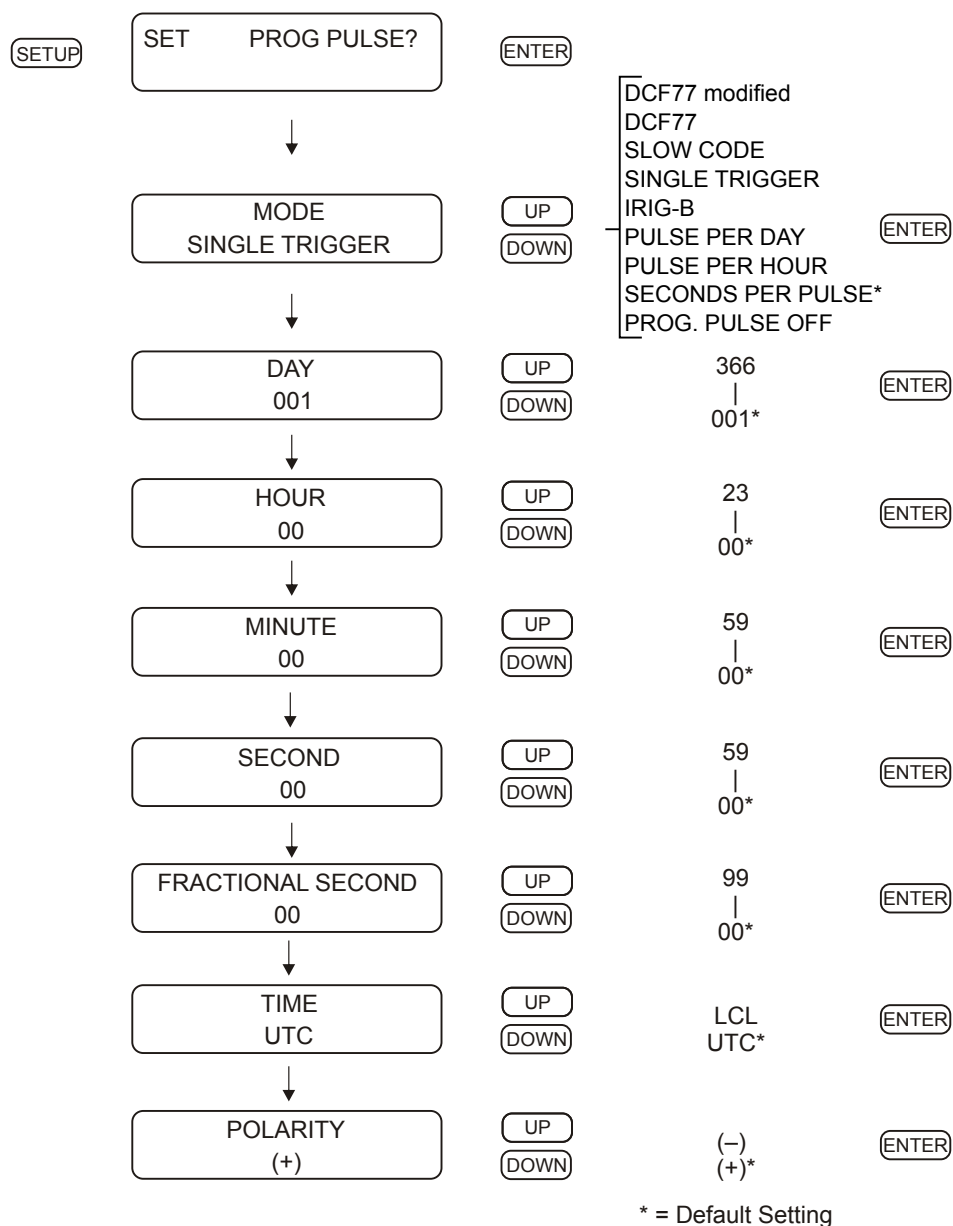 SETUP
SET PROG PULSE?
ENTER
MODE
SINGLE TRIGGER
UP
DOWN
DCF77 modified
DCF77
SLOW CODE
SINGLE TRIGGER
IRIG-B
PULSE PER DAY
PULSE PER HOUR
SECONDS PER PULSE*
PROG. PULSE OFF
ENTER
DAY
001
UP
DOWN
366
|
001*
ENTER
HOUR
00
UP
DOWN
23
|
00*
ENTER
MINUTE
00
UP
DOWN
59
|
00*
ENTER
SECOND
00
UP
DOWN
59
|
00*
ENTER
FRACTIONAL SECOND
00
UP
DOWN
99
|
00*
ENTER
TIME
UTC
UP
DOWN
LCL
UTC*
ENTER
POLARITY
(+)
UP
DOWN
(–)
(+)*
ENTER
* = Default Setting